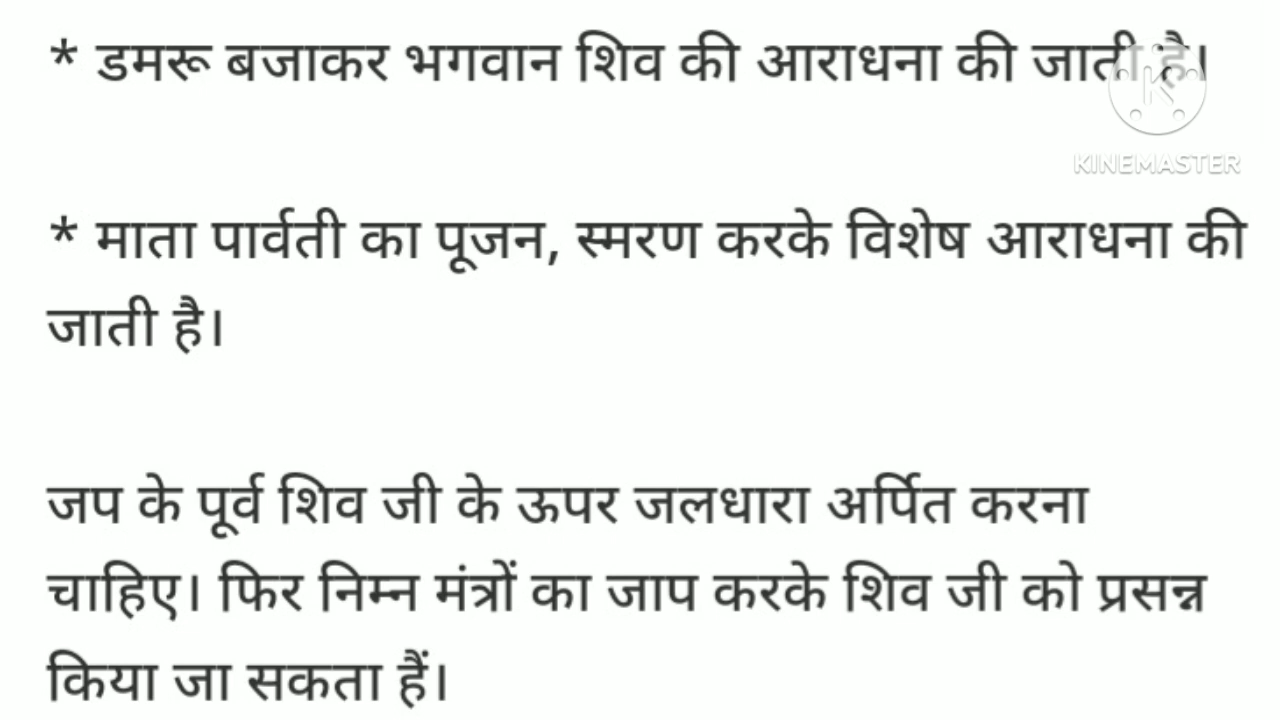 * डमरू बजाकर भगवान शिव की आराधना की जाती है।
KINEMASTER
* माता पार्वती का पूजन, स्मरण करके विशेष आराधना की
जाती है।
जप के पूर्व शिव जी के ऊपर जलधारा अर्पित करना
चाहिए। फिर निम्न मंत्रों का जाप करके शिव जी को प्रसन्न
किया जा सकता हैं।